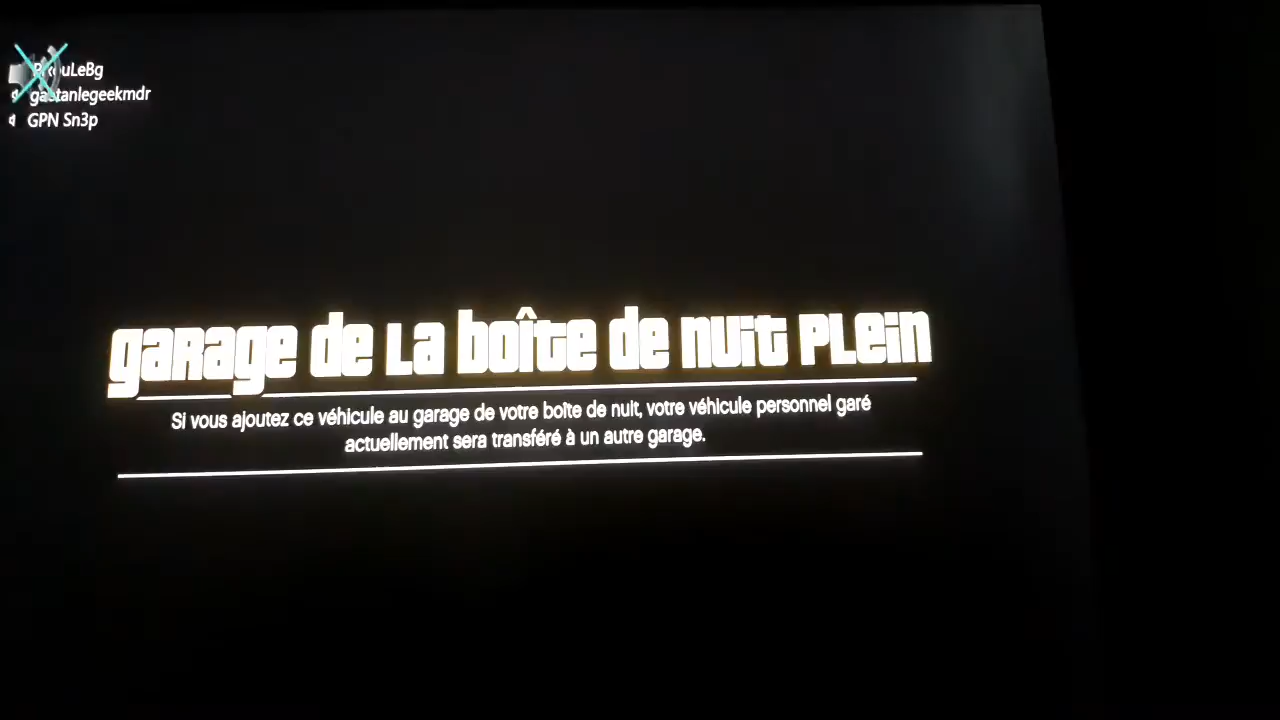 gastanlegeekmdr
GPN Sn3p
garage de la boîte de nuit plein
Si vous ajoutez ce véhicule au garage de votre boîte de nuit, votre véhicule personnel garé
actuellement sera transféré à un autre garage.